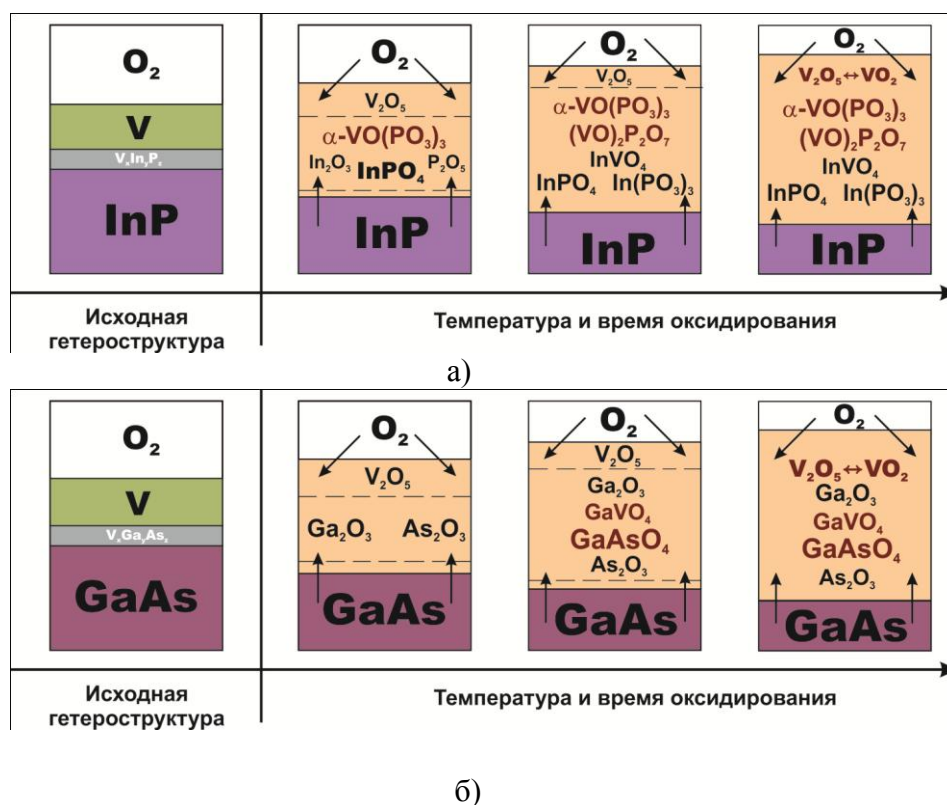 O₂ O₂ O₂ O₂
V₂O₅ V₂O₅ V₂O₅↔VO₂
V α-VO(PO₃)₃ α-VO(PO₃)₃ α-VO(PO₃)₃
(VO)₂P₂O₇ (VO)₂P₂O₇
VₓInᵧP₂ In₂O₃ InPO₄ P₂O₅ InVO₄ InVO₄
InPO₄ In(PO₃)₃ InPO₄ In(PO₃)₃
InP InP InP InP
Исходная гетероструктура
Температура и время оксидирования
а)
O₂ O₂ O₂ O₂
V₂O₅ V₂O₅ V₂O₅↔VO₂
V Ga₂O₃ As₂O₃ Ga₂O₃ Ga₂O₃
GaVO₄ GaVO₄
GaAsO₄ GaAsO₄
As₂O₃ As₂O₃
GaAs GaAs GaAs GaAs
Исходная гетероструктура
Температура и время оксидирования
б)